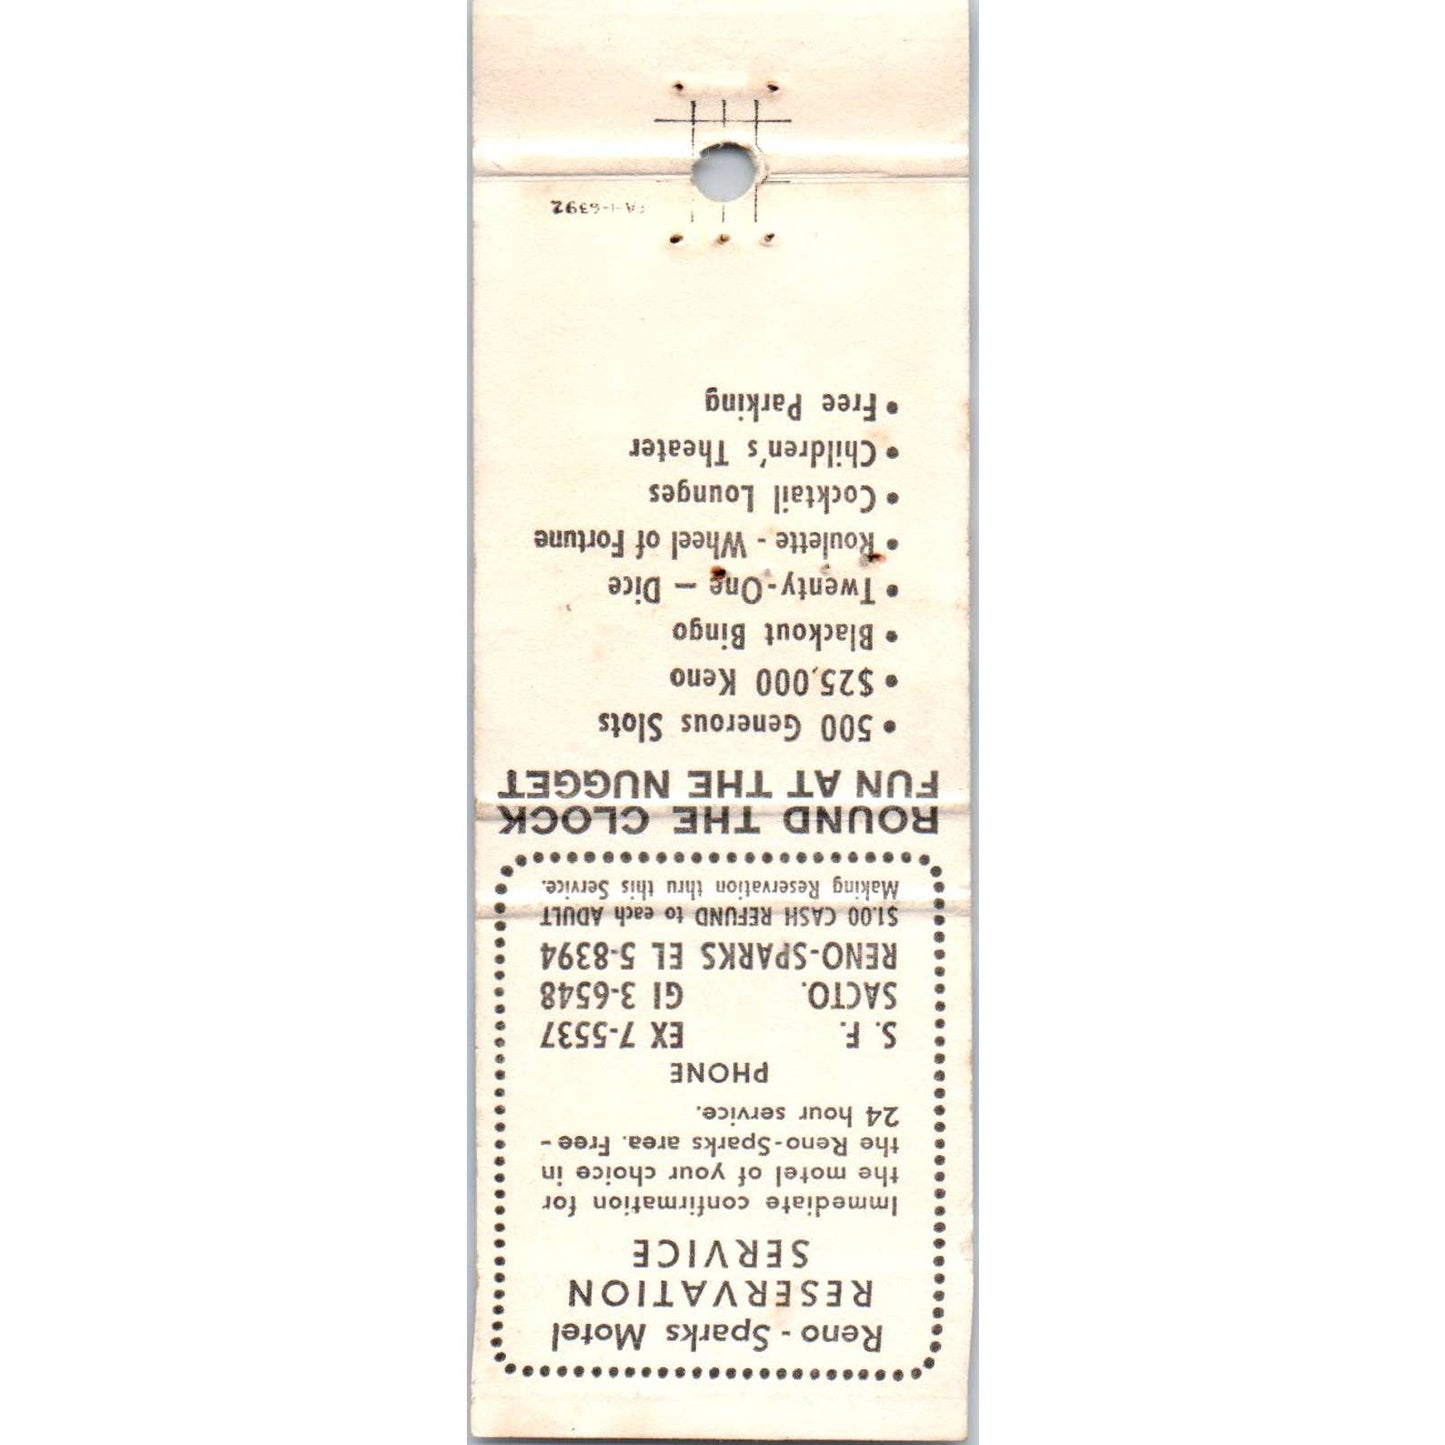 Reno - Sparks Motel
RESERVATION
SERVICE
Immediate confirmation for
the motel of your choice in
the Reno-Sparks area. Free -
24 hour service.
PHONE
S. F. EX 7-5537
SACTO. GI 3-6548
RENO-SPARKS EL 5-8394
$1.00 CASH REFUND to each ADULT
Making Reservation thru this Service.
ROUND THE CLOCK
FUN AT THE NUGGET
• 500 Generous Slots
• $25,000 Keno
• Blackout Bingo
• Twenty-One — Dice
• Roulette - Wheel of Fortune
• Cocktail Lounges
• Children's Theater
• Free Parking